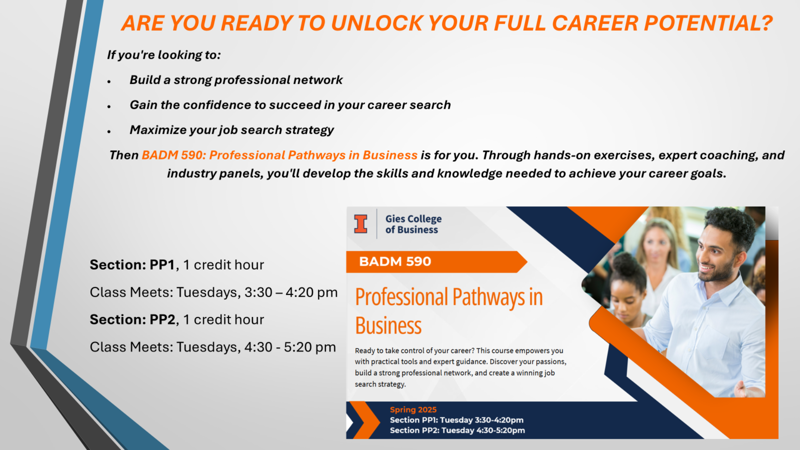 ARE YOU READY TO UNLOCK YOUR FULL CAREER POTENTIAL?
If you're looking to:
• Build a strong professional network
• Gain the confidence to succeed in your career search
• Maximize your job search strategy
Then BADM 590: Professional Pathways in Business is for you. Through hands-on exercises, expert coaching, and
industry panels, you'll develop the skills and knowledge needed to achieve your career goals.
Section: PP1, 1 credit hour
Class Meets: Tuesdays, 3:30 – 4:20 pm
Section: PP2, 1 credit hour
Class Meets: Tuesdays, 4:30 - 5:20 pm
I
Gies College
of Business
BADM 590
Professional Pathways in
Business
Ready to take control of your career? This course empowers you
with practical tools and expert guidance. Discover your passions,
build a strong professional network, and create a winning job
search strategy.
Spring 2025
Section PP1: Tuesday 3:30-4:20pm
Section PP2: Tuesday 4:30-5:20pm